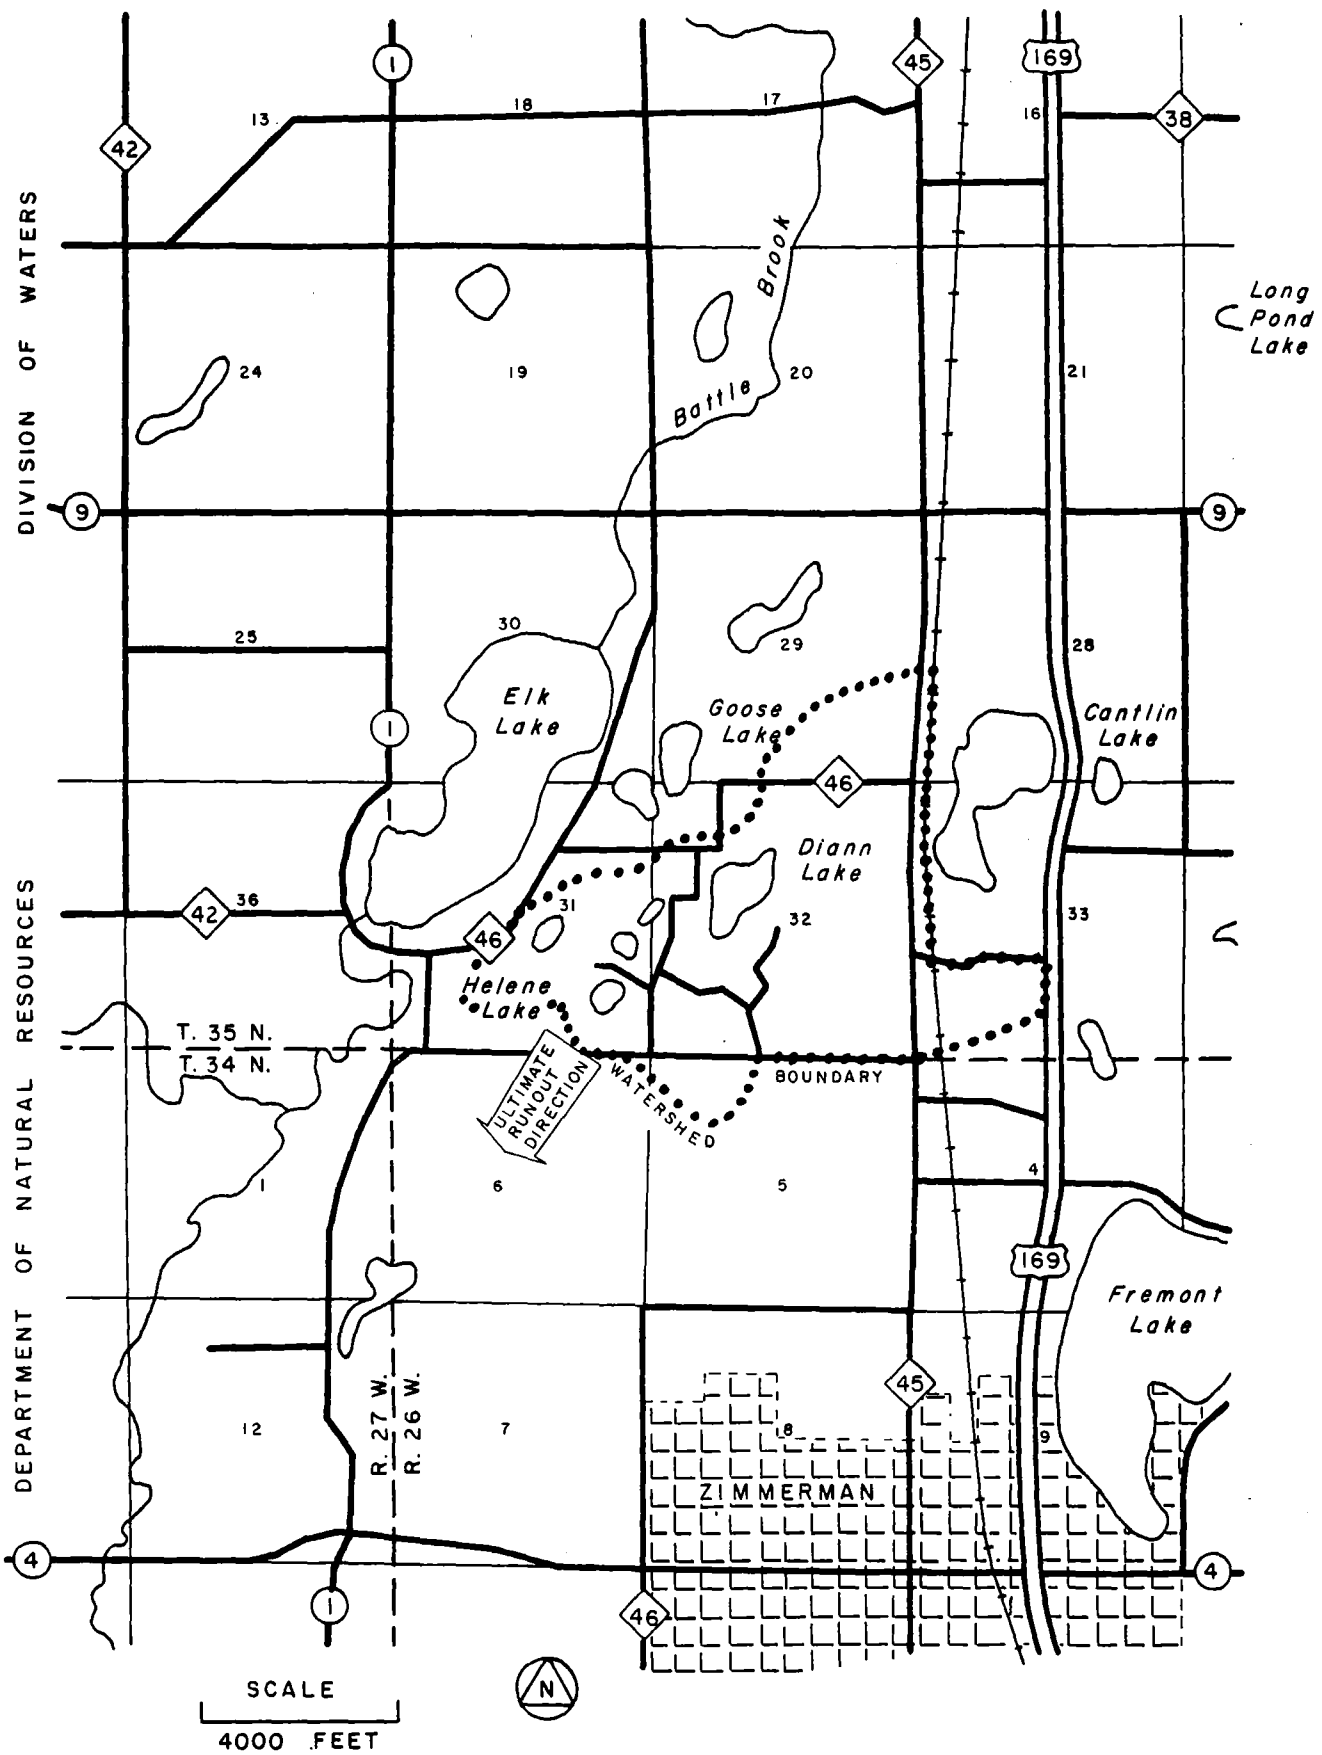 DIVISION OF WATERS
DEPARTMENT OF NATURAL RESOURCES
1
45
169
13
18
17
16
38
42
Brook
Long
Pond
Lake
24
19
20
21
Battle
9
9
25
30
29
28
Elk
Lake
Goose
Lake
Cantlin
Lake
1
46
Diann
Lake
42
36
31
32
33
46
Helene
Lake
T. 35 N.
T. 34 N.
ULTIMATE
RUNOUT
DIRECTION
WATERSHED
BOUNDARY
1
6
5
4
169
Fremont
Lake
45
R. 27 W.
R. 26 W.
12
7
8
9
ZIMMERMAN
4
4
1
46
SCALE
4000 FEET
N